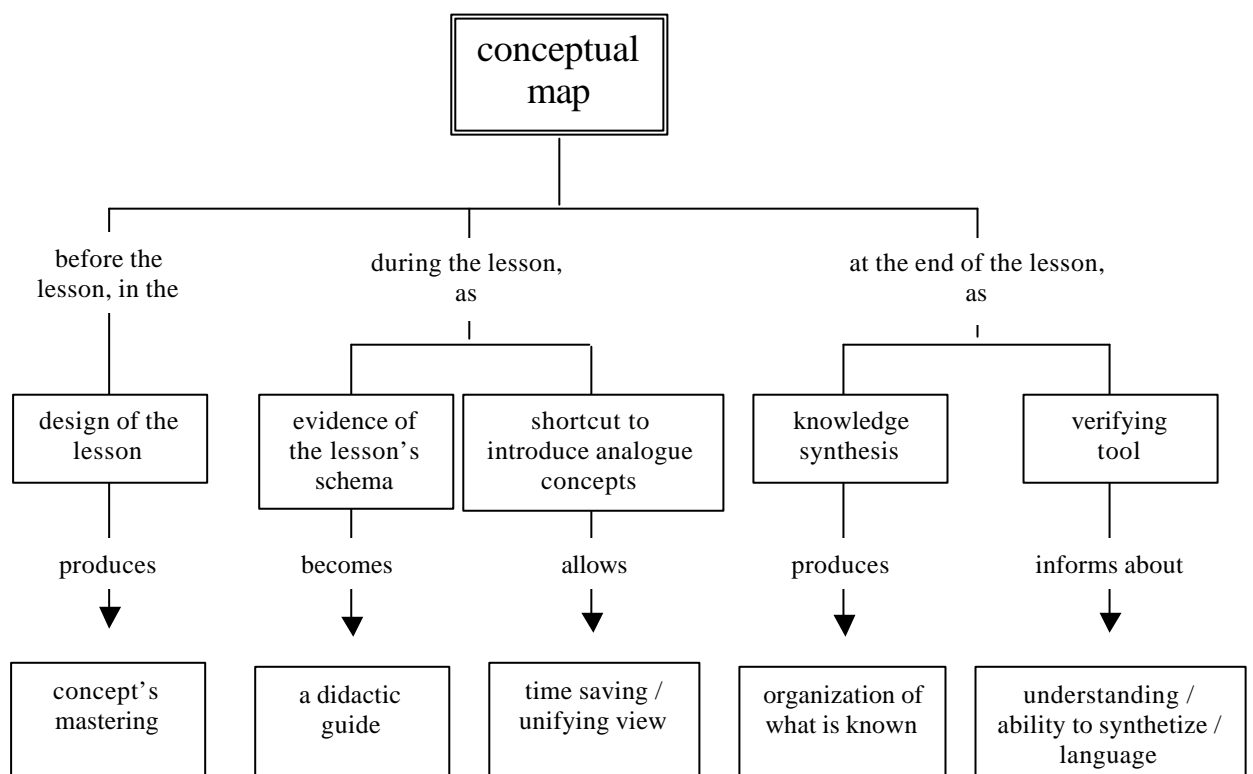 conceptual
map
before the
lesson, in the
during the lesson,
as
at the end of the lesson,
as
design of the
lesson
evidence of
the lesson’s
schema
shortcut to
introduce analogue
concepts
knowledge
synthesis
verifying
tool
produces
becomes
allows
produces
informs about
concept’s
mastering
a didactic
guide
time saving /
unifying view
organization of
what is known
understanding /
ability to synthetize /
language